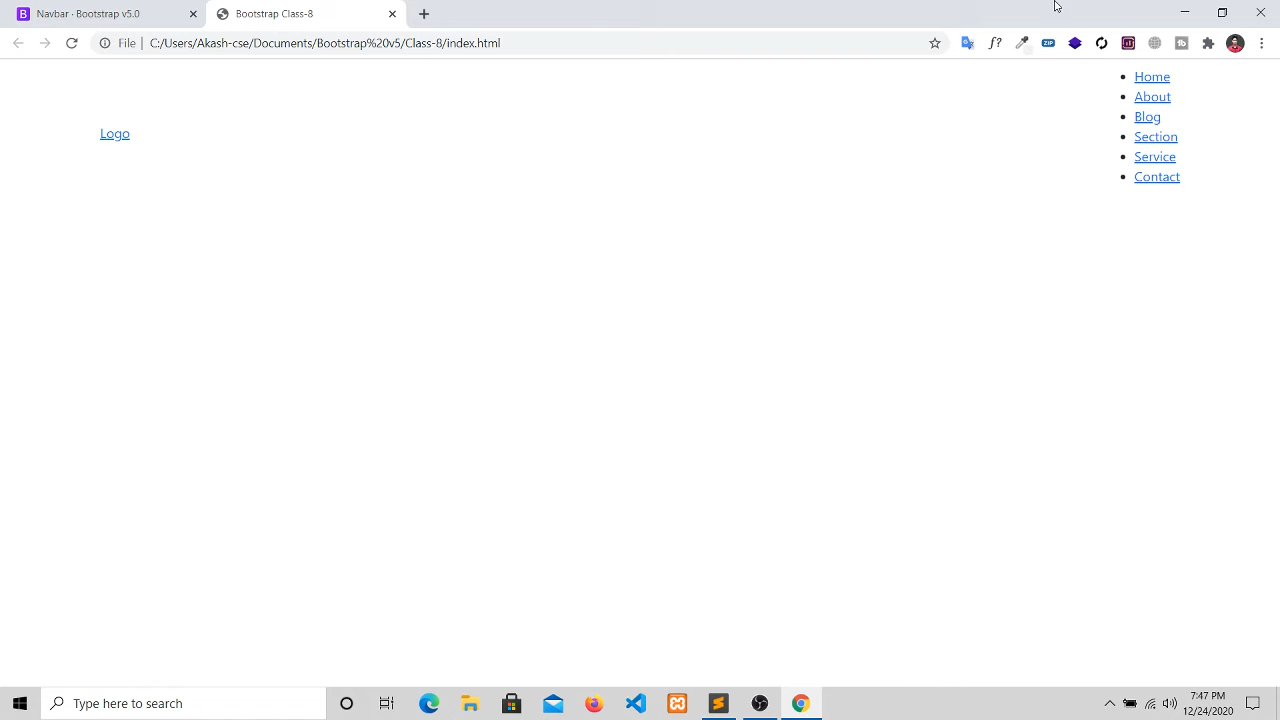 Navbar · Bootstrap v5.0
Bootstrap Class-8
File | C:/Users/Akash-cse/Documents/Bootstrap%20v5/Class-8/index.html
f?
ZIP
Home
About
Blog
Logo
Section
Service
Contact
Type here to search
7:47 PM
12/24/2020